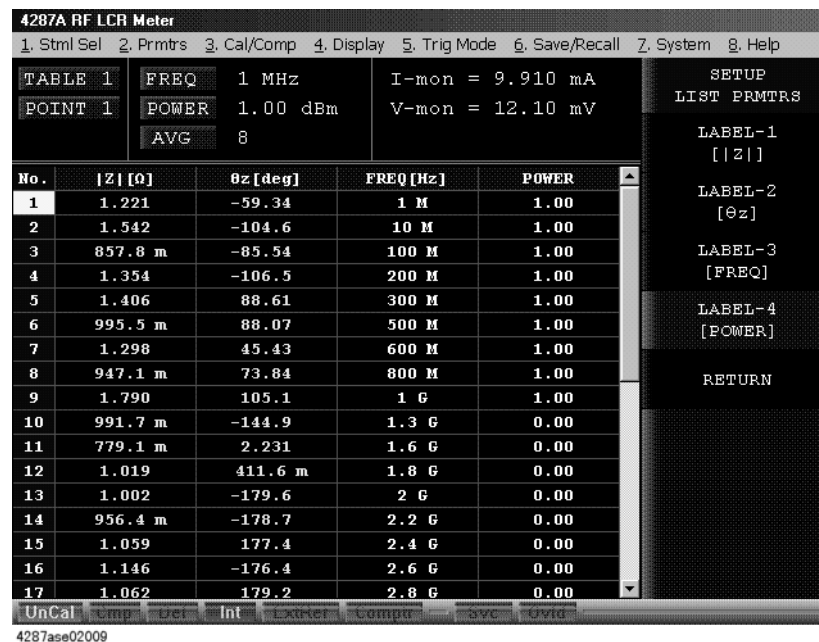 4287A RF LCR Meter
1. Stml Sel 2. Prmtrs 3. Cal/Comp 4. Display 5. Trig Mode 6. Save/Recall 7. System 8. Help
TABLE 1 FREQ 1 MHz I-mon = 9.910 mA
POINT 1 POWER 1.00 dBm V-mon = 12.10 mV
AVG 8
SETUP
LIST PRMTRS
LABEL-1
[|Z|]
LABEL-2
[θz]
LABEL-3
[FREQ]
LABEL-4
[POWER]
RETURN
No. |Z|[Ω] θz[deg] FREQ[Hz] POWER
1 1.221 -59.34 1 M 1.00
2 1.542 -104.6 10 M 1.00
3 857.8 m -85.54 100 M 1.00
4 1.354 -106.5 200 M 1.00
5 1.406 88.61 300 M 1.00
6 995.5 m 88.07 500 M 1.00
7 1.298 45.43 600 M 1.00
8 947.1 m 73.84 800 M 1.00
9 1.790 105.1 1 G 1.00
10 991.7 m -144.9 1.3 G 0.00
11 779.1 m 2.231 1.6 G 0.00
12 1.019 411.6 m 1.8 G 0.00
13 1.002 -179.6 2 G 0.00
14 956.4 m -178.7 2.2 G 0.00
15 1.059 177.4 2.4 G 0.00
16 1.146 -176.4 2.6 G 0.00
17 1.062 179.2 2.8 G 0.00
UnCal Cmp Del Int ExtRef Comptr Svc Ovld
4287ase02009